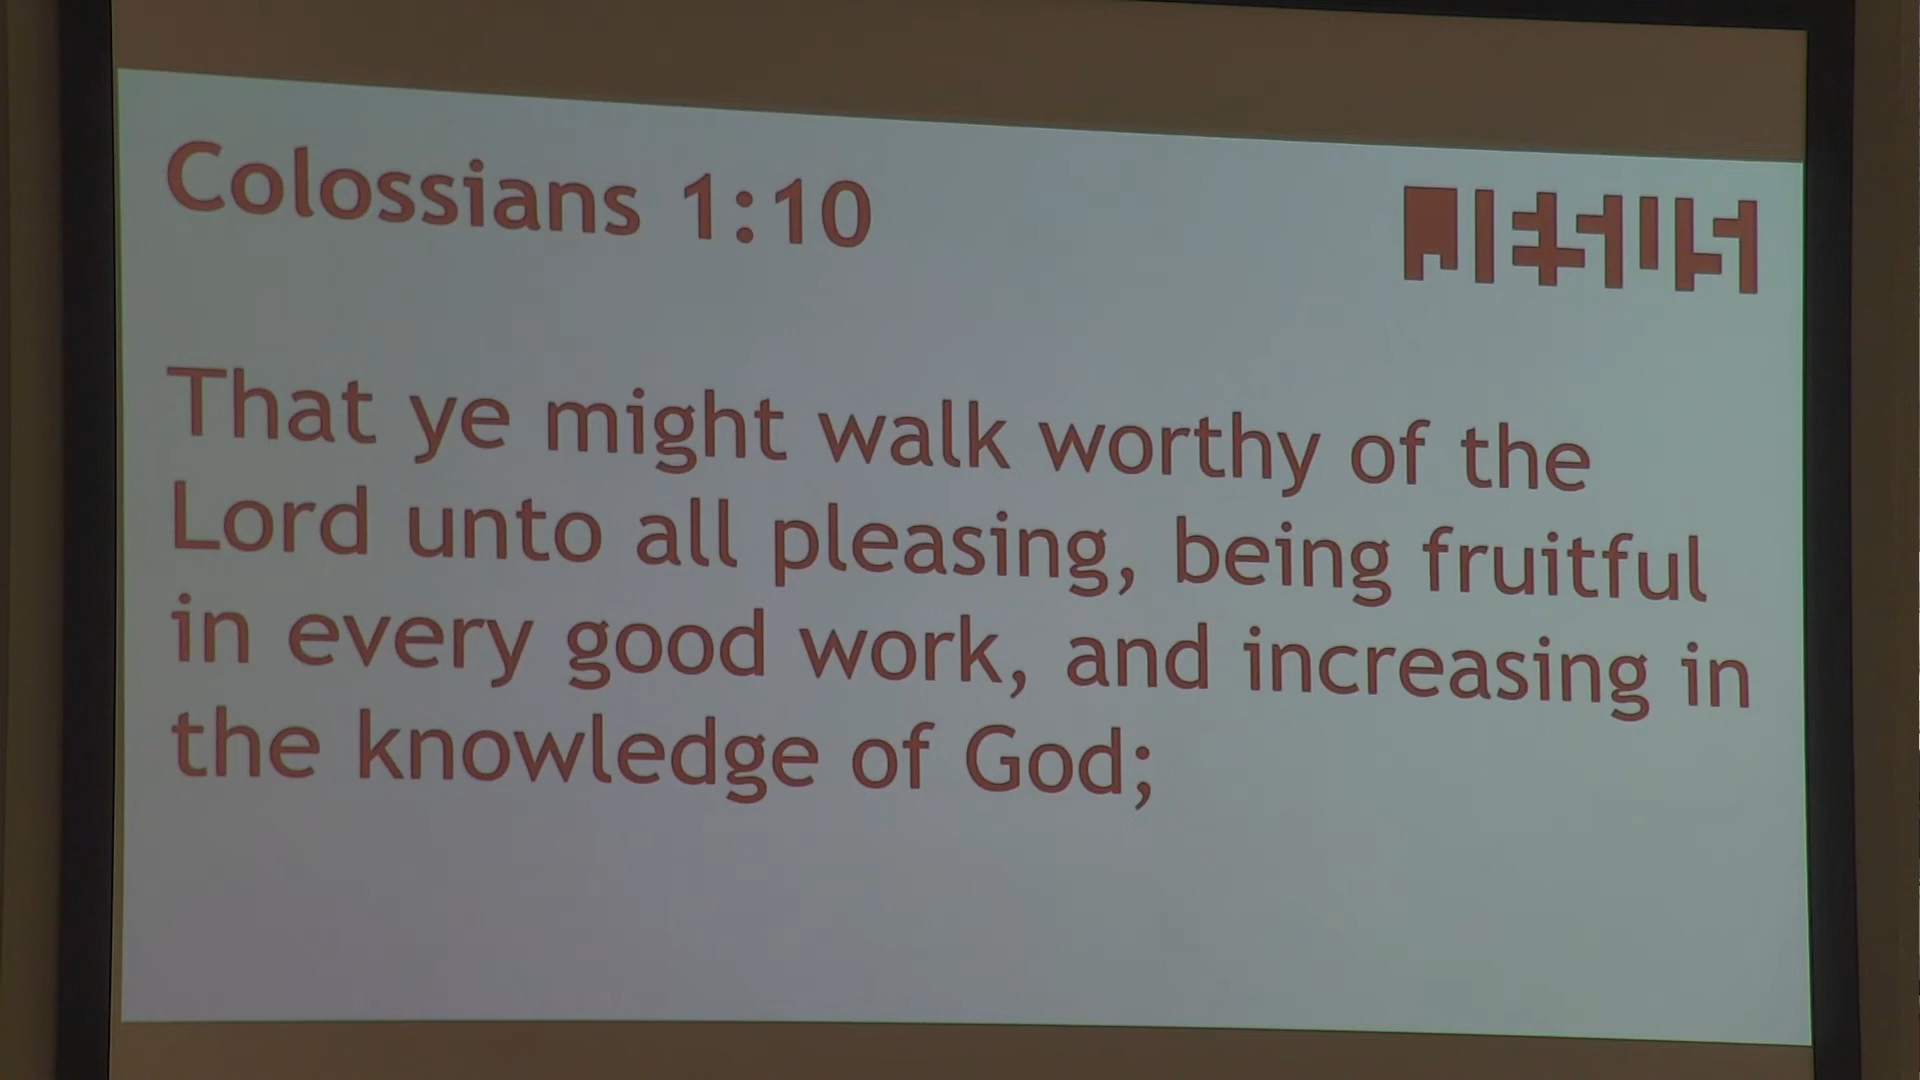 Colossians 1:10
That ye might walk worthy of the
Lord unto all pleasing, being fruitful
in every good work, and increasing in
the knowledge of God;